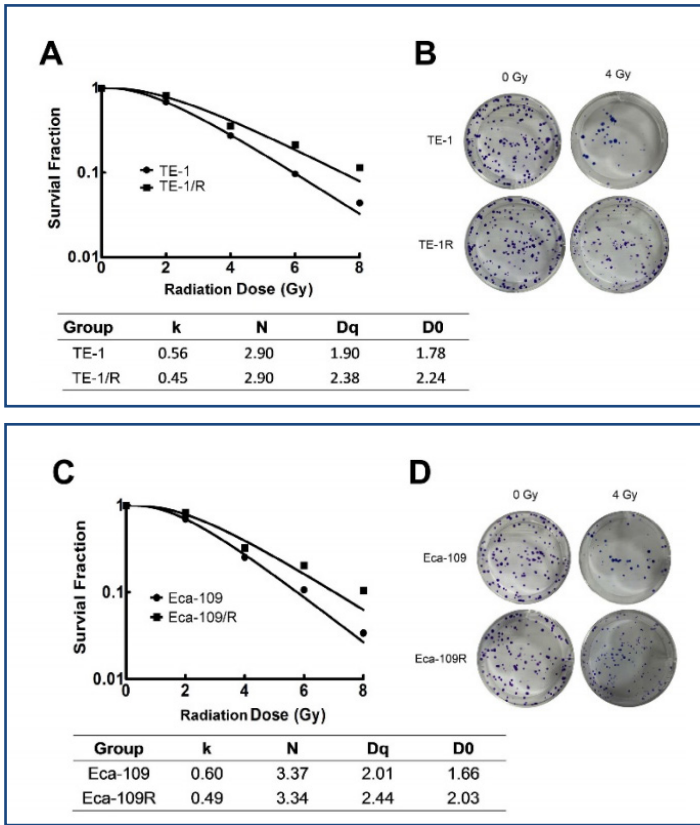 A
Survial Fraction
1
0.1
0.01
TE-1
TE-1/R
0 2 4 6 8
Radiation Dose (Gy)
Group k N Dq D0
TE-1 0.56 2.90 1.90 1.78
TE-1/R 0.45 2.90 2.38 2.24
B
0 Gy 4 Gy
TE-1
TE-1R
C
Survial Fraction
1
0.1
0.01
Eca-109
Eca-109/R
0 2 4 6 8
Radiation Dose (Gy)
Group k N Dq D0
Eca-109 0.60 3.37 2.01 1.66
Eca-109R 0.49 3.34 2.44 2.03
D
0 Gy 4 Gy
Eca-109
Eca-109R